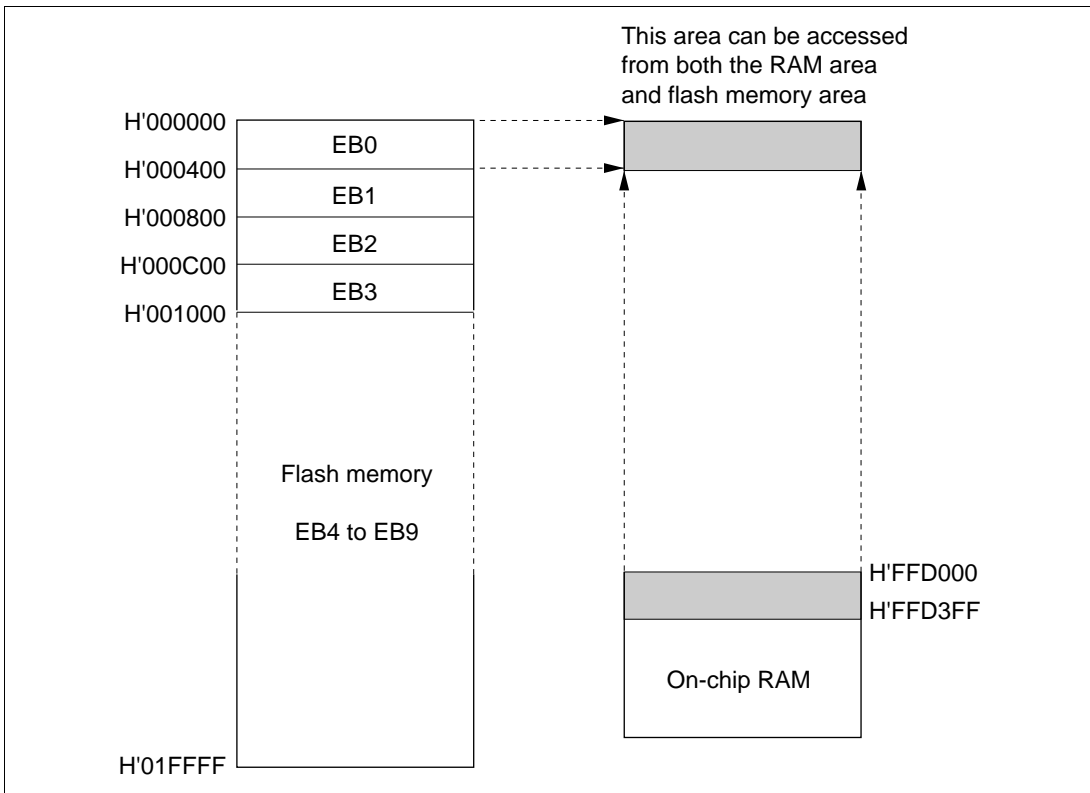 This area can be accessed
from both the RAM area
and flash memory area
H'000000
EB0
H'000400
EB1
H'000800
EB2
H'000C00
EB3
H'001000
Flash memory
EB4 to EB9
H'FFD000
H'FFD3FF
On-chip RAM
H'01FFFF